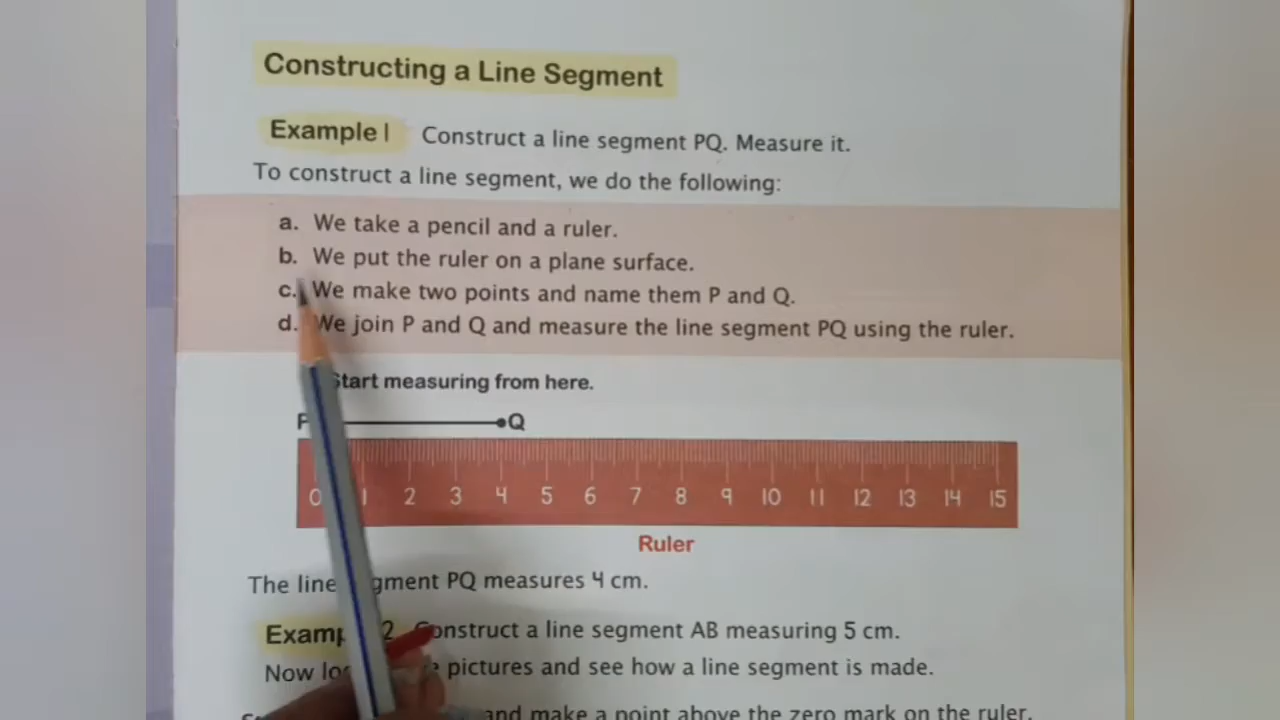 Constructing a Line Segment
Example 1 Construct a line segment PQ. Measure it.
To construct a line segment, we do the following:
a. We take a pencil and a ruler.
b. We put the ruler on a plane surface.
c. We make two points and name them P and Q.
d. We join P and Q and measure the line segment PQ using the ruler.
Start measuring from here.
P Q
0 1 2 3 4 5 6 7 8 9 10 11 12 13 14 15
Ruler
The line segment PQ measures 4 cm.
2 Construct a line segment AB measuring 5 cm.
Now pictures and see how a line segment is made.
and make a point above the zero mark on the ruler.